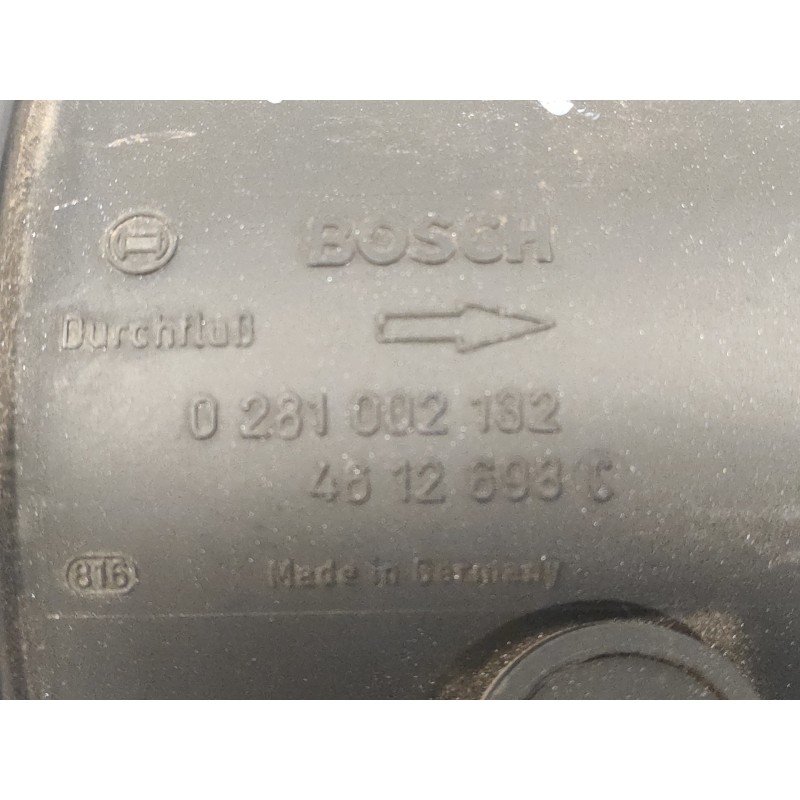 BOSCH
Durchfluß
0 281 002 182
46 12 698 C
816
Made in Germany